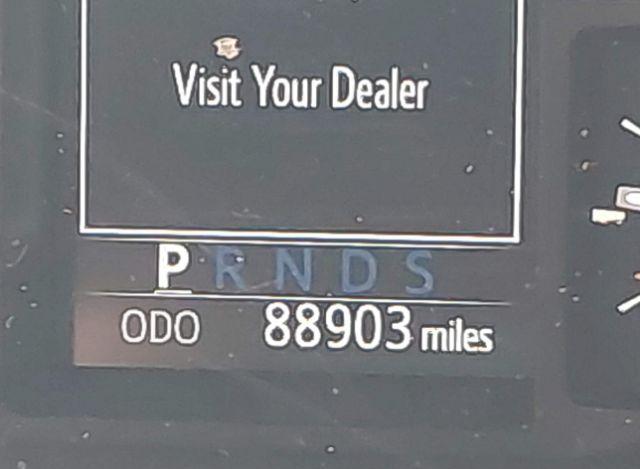 Visit Your Dealer
P R N D S
ODO 88903 miles